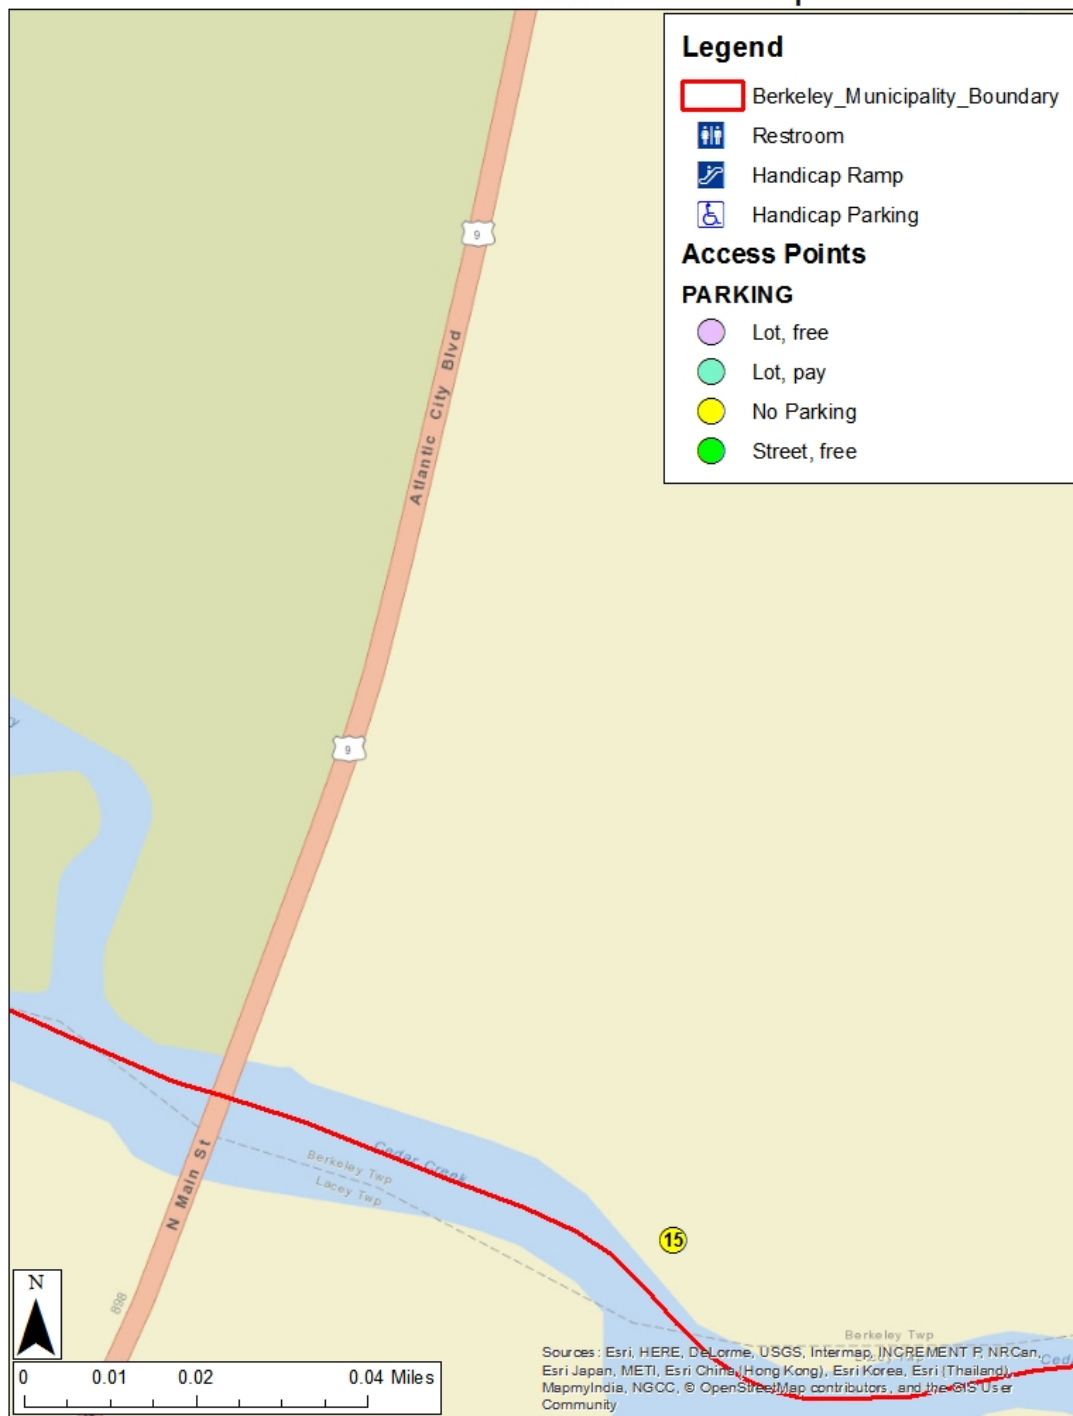 Legend
Berkeley_Municipality_Boundary
Restroom
Handicap Ramp
Handicap Parking
Access Points
PARKING
Lot, free
Lot, pay
No Parking
Street, free
9
Atlantic City Blvd
9
N Main St
898
Cedar Creek
Berkeley Twp
Lacey Twp
15
Berkeley Twp
Lacey Twp
N
0 0.01 0.02 0.04 Miles
Sources: Esri, HERE, DeLorme, USGS, Intermap, INCREMENT P, NRCan,
Esri Japan, METI, Esri China (Hong Kong), Esri Korea, Esri (Thailand),
MapmyIndia, NGCC, © OpenStreetMap contributors, and the GIS User
Community